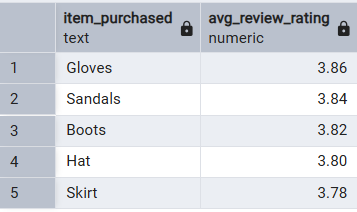 item_purchased avg_review_rating
text numeric
1 Gloves 3.86
2 Sandals 3.84
3 Boots 3.82
4 Hat 3.80
5 Skirt 3.78